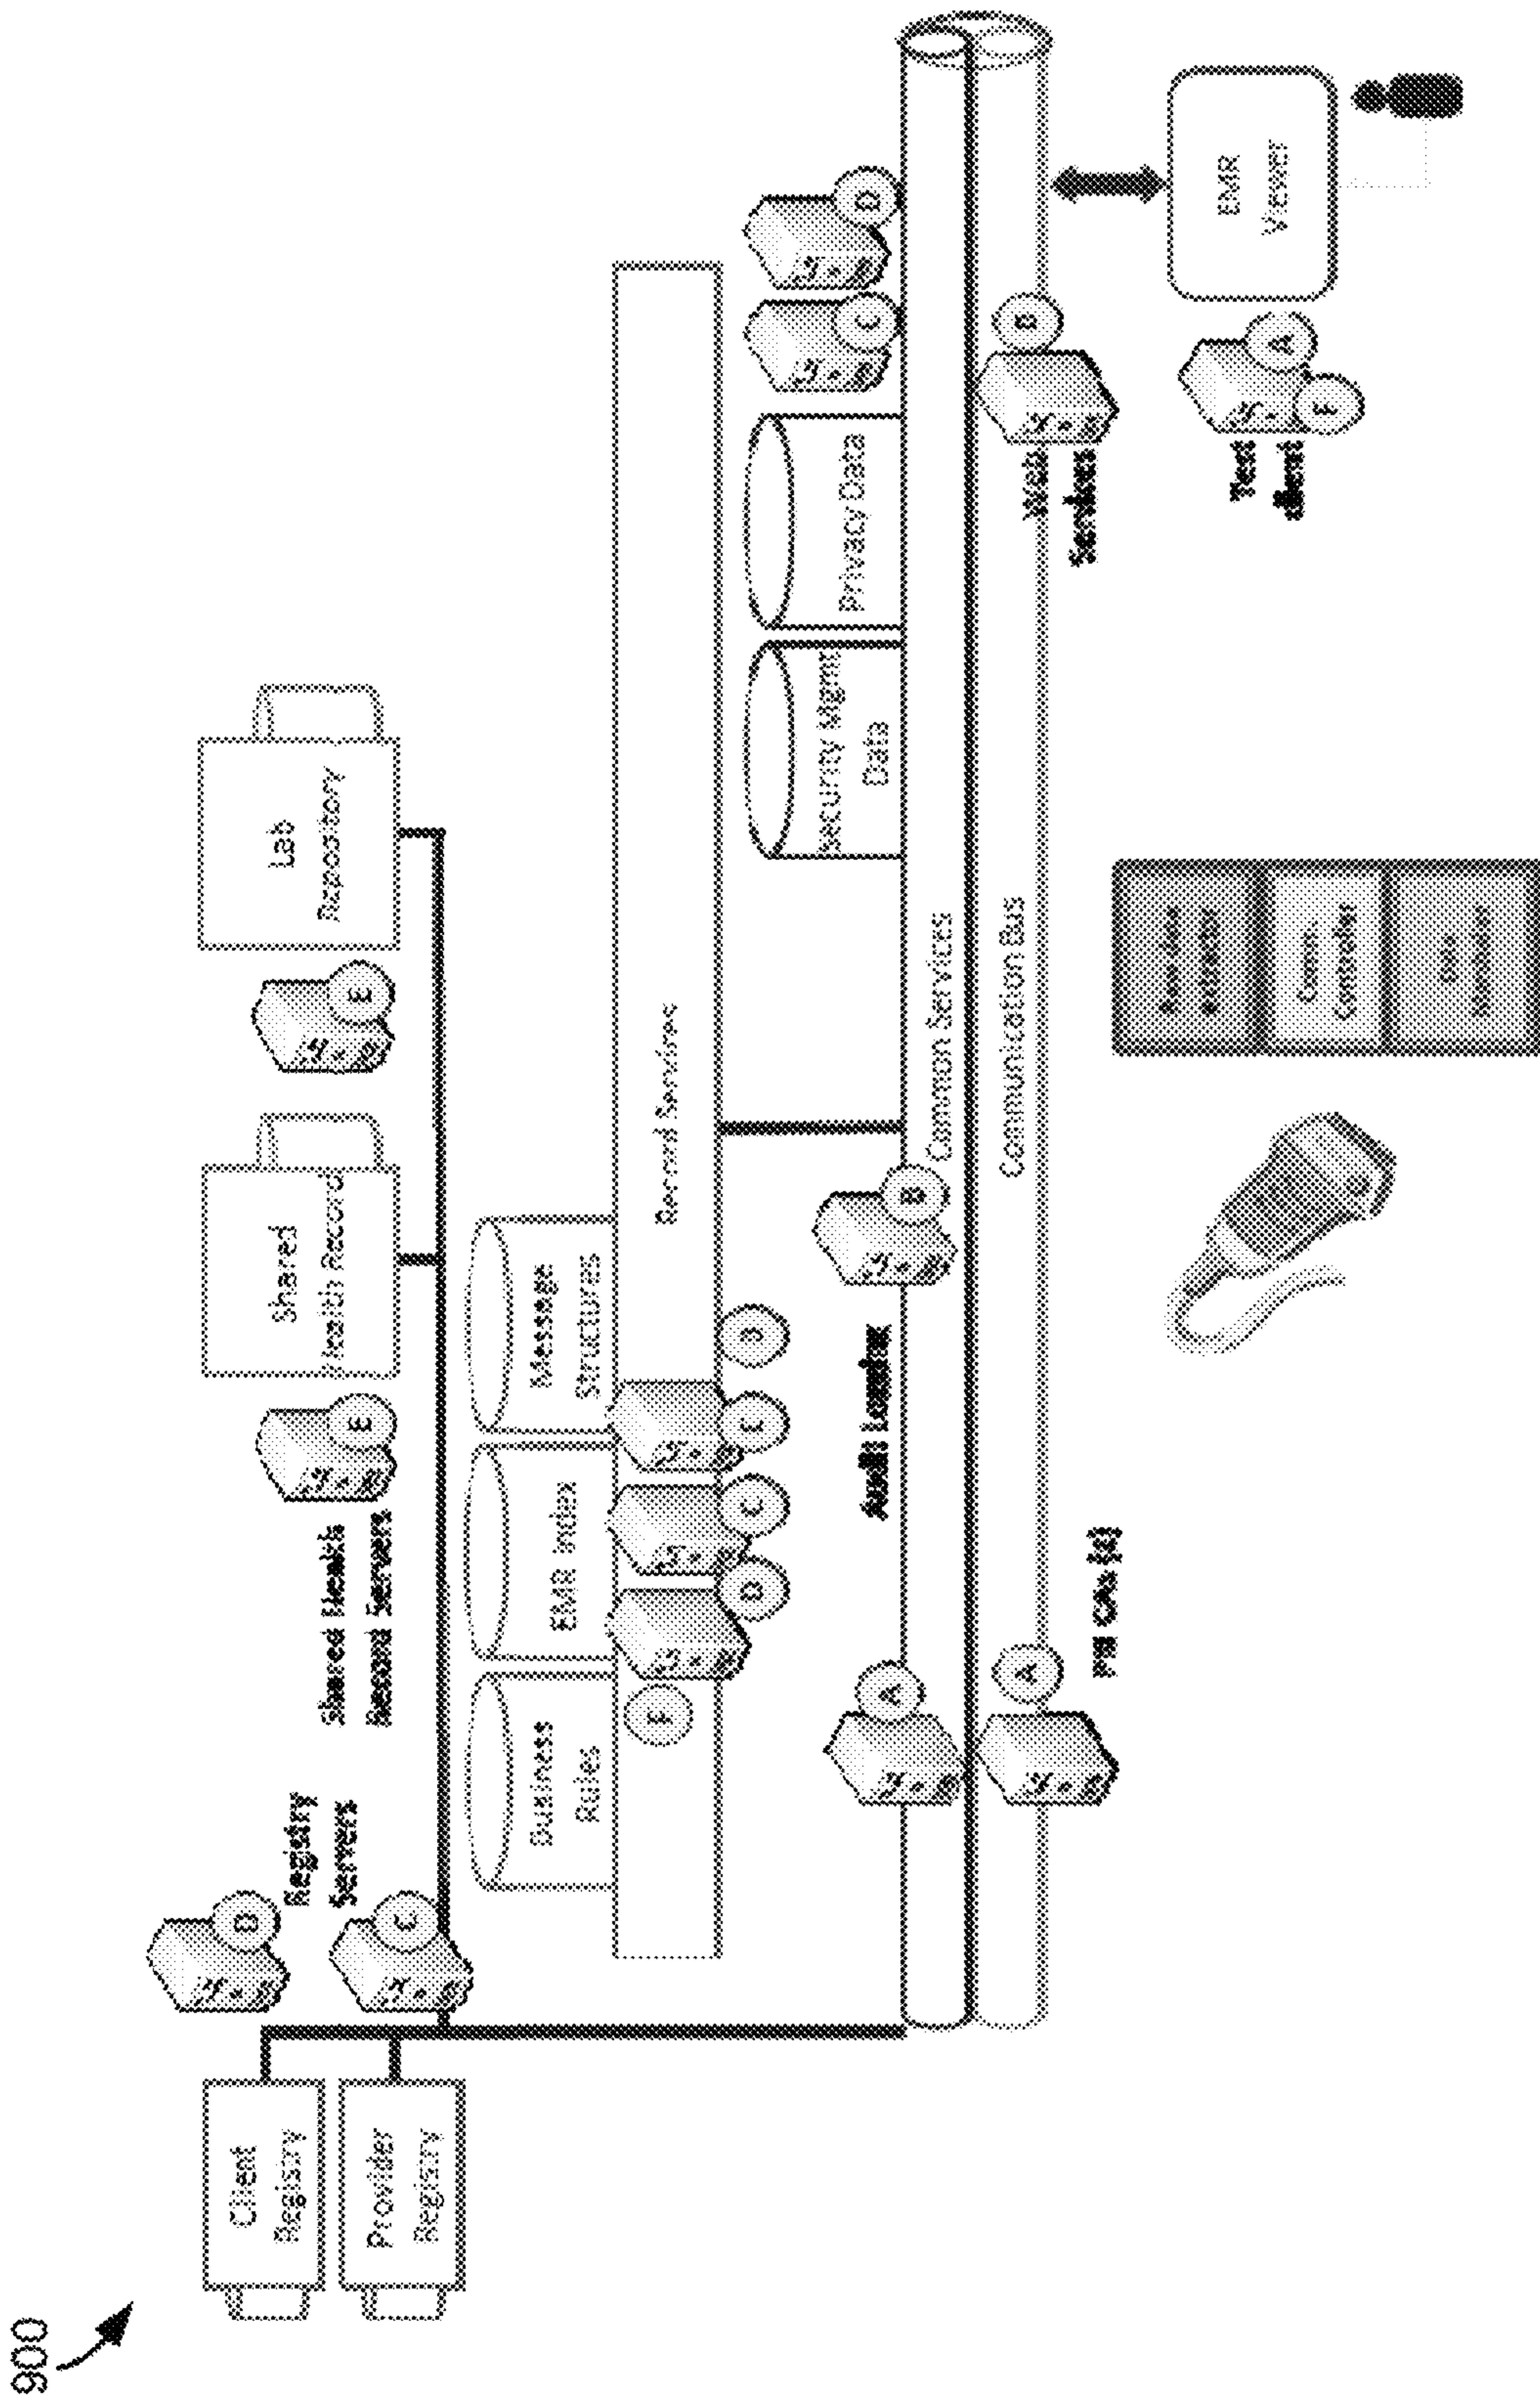 900
Client
Registry
Provider
Registry
D
Registry
Servers
C
Shared Health
Record Servers
E
Shared
Health Record
E
Lab
Repository
Business
Rules
EMR Index
Message
Structures
F
D
C
E
D
Record Services
Audit Logging
A
B
Security Mgmt
Data
Privacy Data
C
D
Common Services
Communication Bus
A
B
Web
Services
Controller
EMR
Viewer
Test
client
A
F